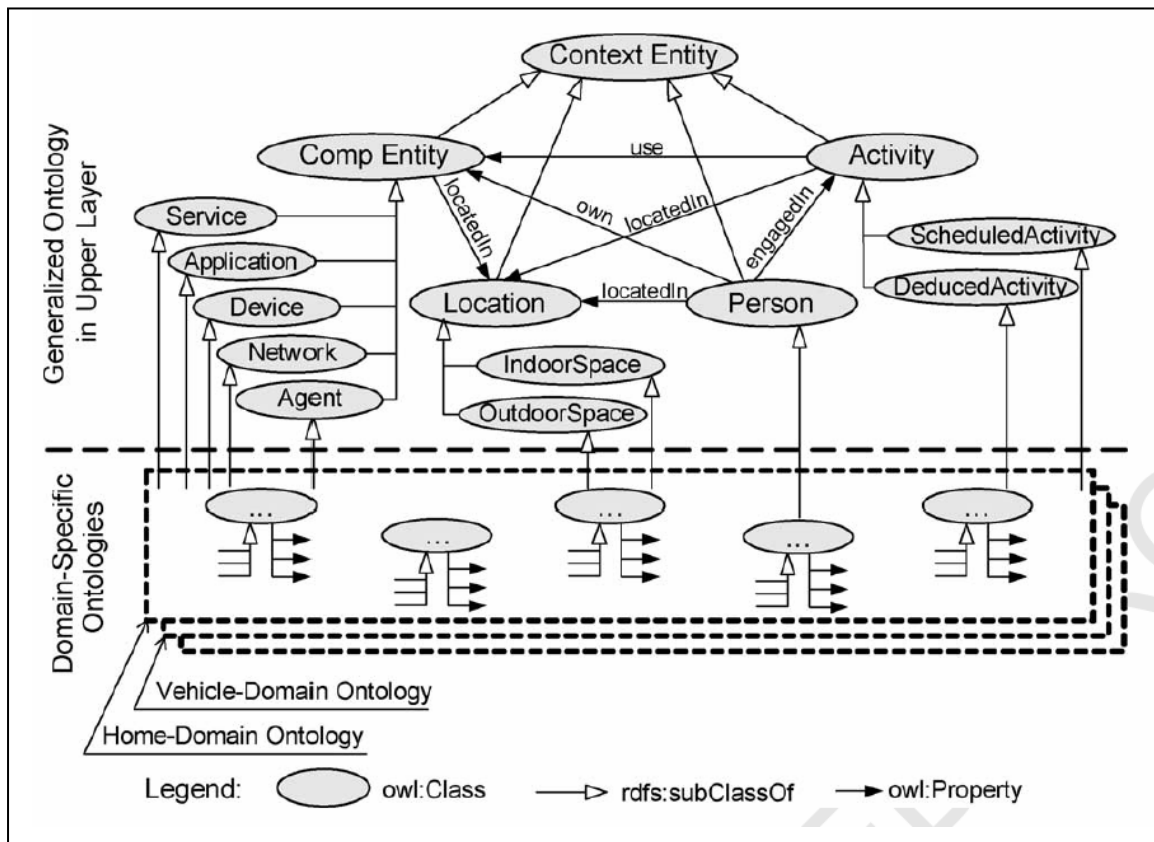 Generalized Ontology
in Upper Layer
Context Entity
Comp Entity
use
Activity
locatedIn
own
locatedIn
engagedIn
Service
Application
Device
Network
Agent
Location
locatedIn
Person
ScheduledActivity
DeducedActivity
IndoorSpace
OutdoorSpace
Domain-Specific
Ontologies
...
...
...
...
...
Vehicle-Domain Ontology
Home-Domain Ontology
Legend:
owl:Class
rdfs:subClassOf
owl:Property